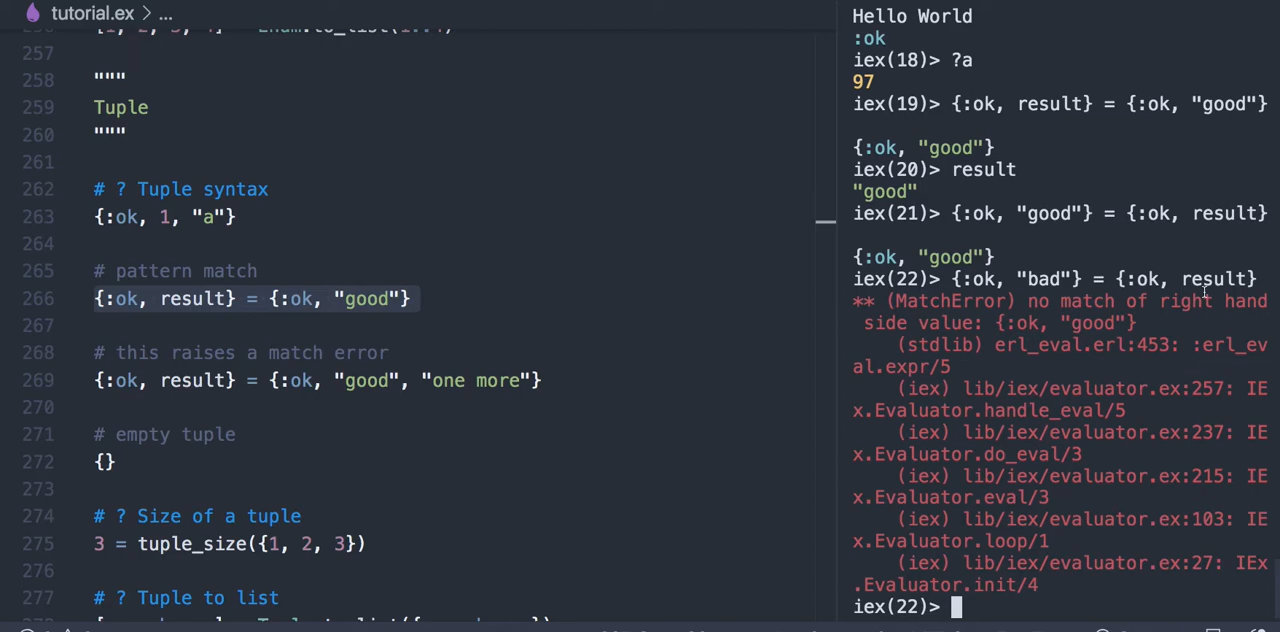 tutorial.ex > ...
257
258 """
259 Tuple
260 """
261
262 # ? Tuple syntax
263 {:ok, 1, "a"}
264
265 # pattern match
266 {:ok, result} = {:ok, "good"}
267
268 # this raises a match error
269 {:ok, result} = {:ok, "good", "one more"}
270
271 # empty tuple
272 {}
273
274 # ? Size of a tuple
275 3 = tuple_size({1, 2, 3})
276
277 # ? Tuple to list
Hello World
:ok
iex(18)> ?a
97
iex(19)> {:ok, result} = {:ok, "good"}
{:ok, "good"}
iex(20)> result
"good"
iex(21)> {:ok, "good"} = {:ok, result}
{:ok, "good"}
iex(22)> {:ok, "bad"} = {:ok, result}
** (MatchError) no match of right hand
side value: {:ok, "good"}
(stdlib) erl_eval.erl:453: :erl_ev
al.expr/5
(iex) lib/iex/evaluator.ex:257: IE
x.Evaluator.handle_eval/5
(iex) lib/iex/evaluator.ex:237: IE
x.Evaluator.do_eval/3
(iex) lib/iex/evaluator.ex:215: IE
x.Evaluator.eval/3
(iex) lib/iex/evaluator.ex:103: IE
x.Evaluator.loop/1
(iex) lib/iex/evaluator.ex:27: IEx
.Evaluator.init/4
iex(22)>